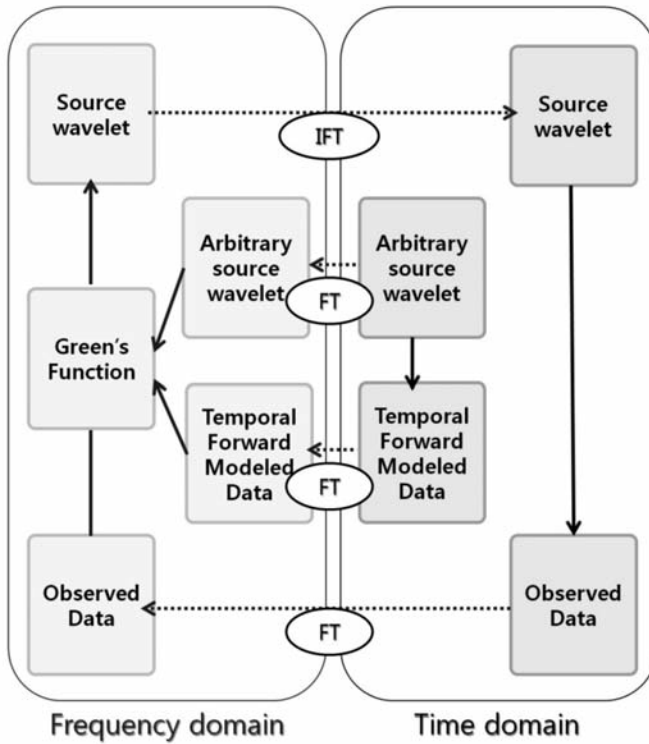 Source
wavelet
IFT
Source
wavelet
Arbitrary
source
wavelet
FT
Arbitrary
source
wavelet
Green's
Function
Temporal
Forward
Modeled
Data
FT
Temporal
Forward
Modeled
Data
Observed
Data
FT
Observed
Data
Frequency domain
Time domain